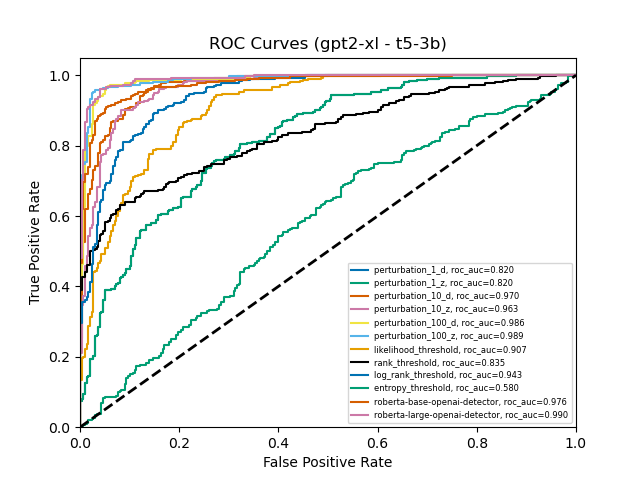 ROC Curves (gpt2-xl - t5-3b)
True Positive Rate
1.0
0.8
0.6
0.4
0.2
0.0
perturbation_1_d, roc_auc=0.820
perturbation_1_z, roc_auc=0.820
perturbation_10_d, roc_auc=0.970
perturbation_10_z, roc_auc=0.963
perturbation_100_d, roc_auc=0.986
perturbation_100_z, roc_auc=0.989
likelihood_threshold, roc_auc=0.907
rank_threshold, roc_auc=0.835
log_rank_threshold, roc_auc=0.943
entropy_threshold, roc_auc=0.580
roberta-base-openai-detector, roc_auc=0.976
roberta-large-openai-detector, roc_auc=0.990
0.0 0.2 0.4 0.6 0.8 1.0
False Positive Rate